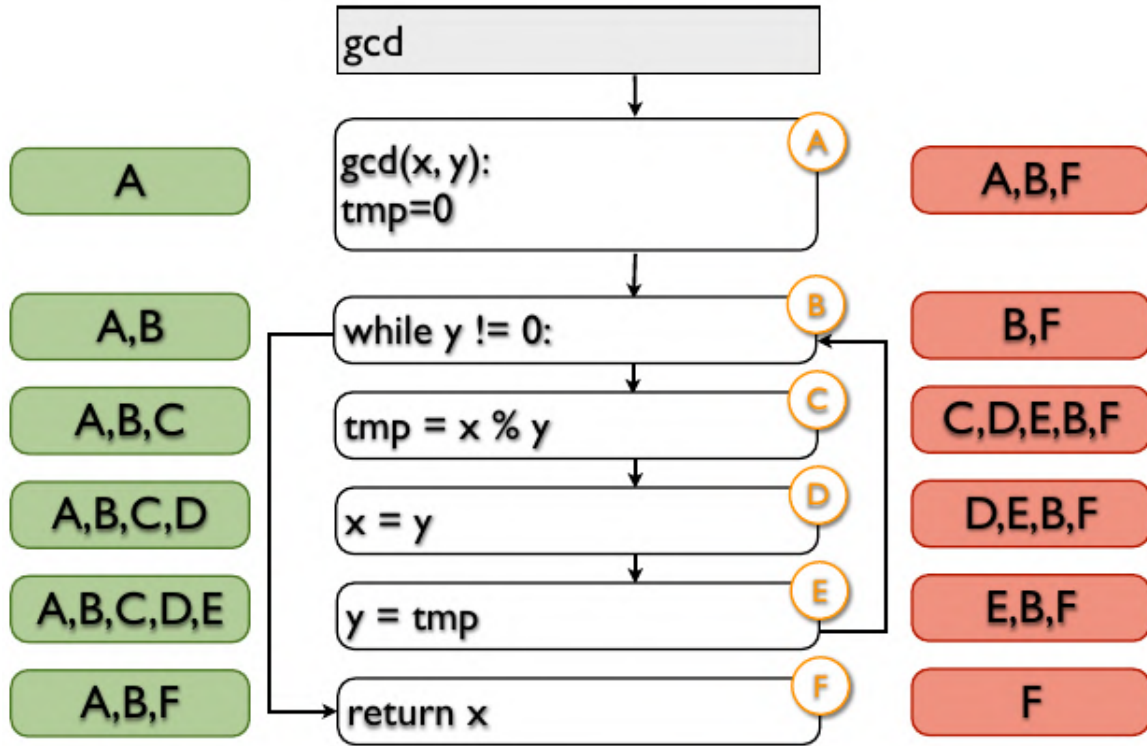 gcd
A
gcd(x, y):
tmp=0
A
A,B,F
A,B
while y != 0:
B
B,F
A,B,C
tmp = x % y
C
C,D,E,B,F
A,B,C,D
x = y
D
D,E,B,F
A,B,C,D,E
y = tmp
E
E,B,F
A,B,F
return x
F
F